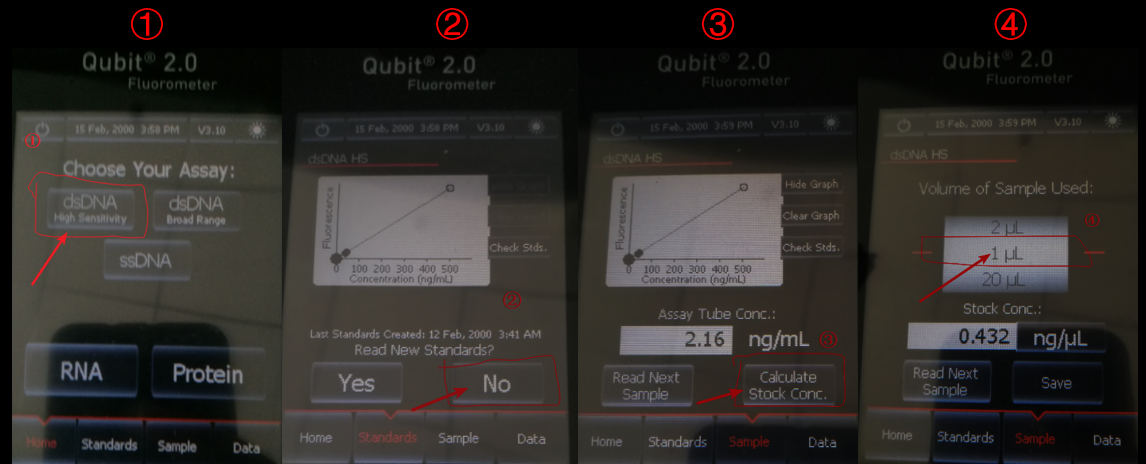 ①
Qubit® 2.0
Fluorometer
15 Feb, 2000 3:58 PM V3.10
①
Choose Your Assay:
dsDNA
High Sensitivity
dsDNA
Broad Range
ssDNA
RNA
Protein
Home Standards Sample Data
②
Qubit® 2.0
Fluorometer
15 Feb, 2000 3:58 PM V3.10
dsDNA HS
Fluorescence
0 100 200 300 400 500
Concentration (ng/mL)
Check Stds.
②
Last Standards Created: 12 Feb, 2000 3:41 AM
Read New Standards?
Yes
No
Home Standards Sample Data
③
Qubit® 2.0
Fluorometer
15 Feb, 2000 3:59 PM V3.10
dsDNA HS
Fluorescence
0 100 200 300 400 500
Concentration (ng/mL)
Hide Graph
Clear Graph
Check Stds.
Assay Tube Conc.:
2.16 ng/mL
③
Read Next
Sample
Calculate
Stock Conc.
Home Standards Sample Data
④
Qubit® 2.0
Fluorometer
15 Feb, 2000 3:59 PM V3.10
dsDNA HS
Volume of Sample Used:
2 µL
1 µL
20 µL
Stock Conc.:
0.432 ng/µL
Read Next
Sample
Save
Home Standards Sample Data